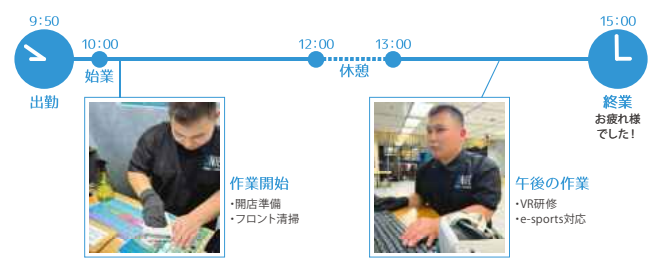 9:50
出勤
10:00
始業
12:00
休憩
13:00
15:00
終業
お疲れ様
でした！
作業開始
・開店準備
・フロント清掃
午後の作業
・VR研修
・e-sports対応